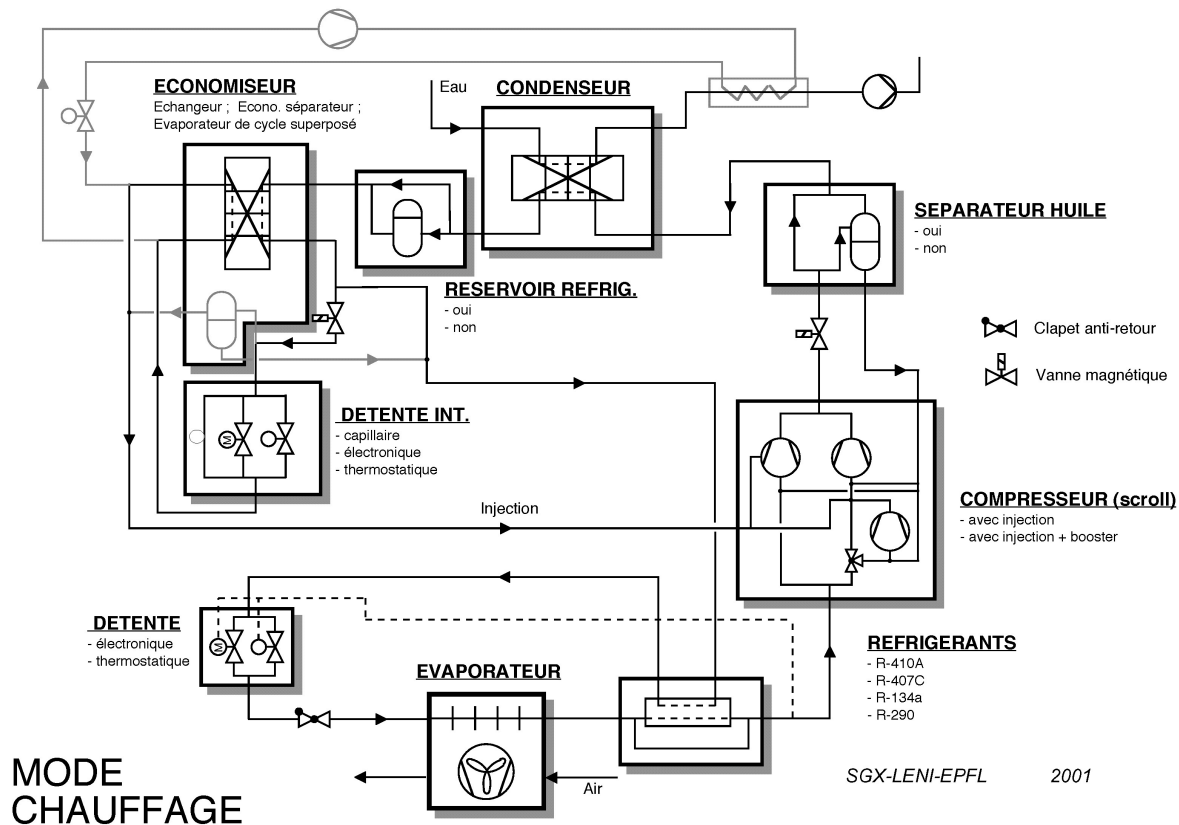 ECONOMISEUR
Echangeur ; Econo. séparateur ;
Evaporateur de cycle superposé
Eau
CONDENSEUR
SEPARATEUR HUILE
- oui
- non
RESERVOIR REFRIG.
- oui
- non
Clapet anti-retour
Vanne magnétique
DETENTE INT.
- capillaire
- électronique
- thermostatique
M
Injection
COMPRESSEUR (scroll)
- avec injection
- avec injection + booster
DETENTE
- électronique
- thermostatique
M
EVAPORATEUR
REFRIGERANTS
- R-410A
- R-407C
- R-134a
- R-290
Air
MODE
CHAUFFAGE
SGX-LENI-EPFL 2001